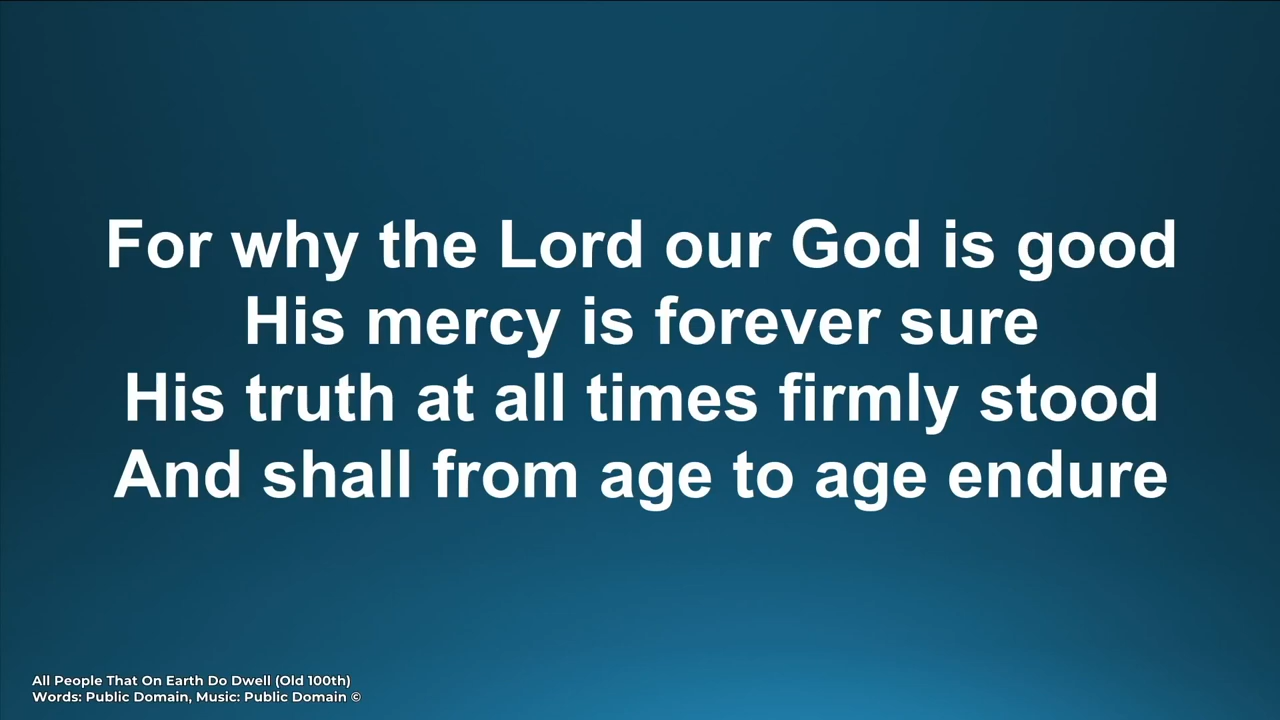 For why the Lord our God is good
His mercy is forever sure
His truth at all times firmly stood
And shall from age to age endure
All People That On Earth Do Dwell (Old 100th)
Words: Public Domain, Music: Public Domain ©